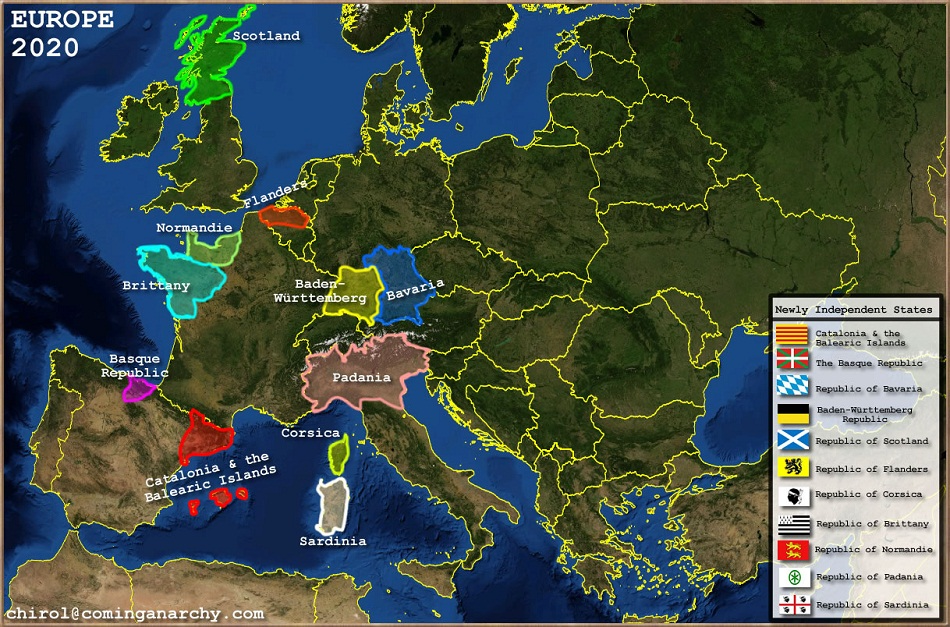 EUROPE
2020
Scotland
Flanders
Normandie
Brittany
Baden-
Württemberg
Bavaria
Basque
Republic
Padania
Corsica
Catalonia & the
Balearic Islands
Sardinia
Newly Independent States
Catalonia & the
Balearic Islands
The Basque Republic
Republic of Bavaria
Baden-Württemberg
Republic
Republic of Scotland
Republic of Flanders
Republic of Corsica
Republic of Brittany
Republic of Normandie
Republic of Padania
Republic of Sardinia
chirol@cominganarchy.com